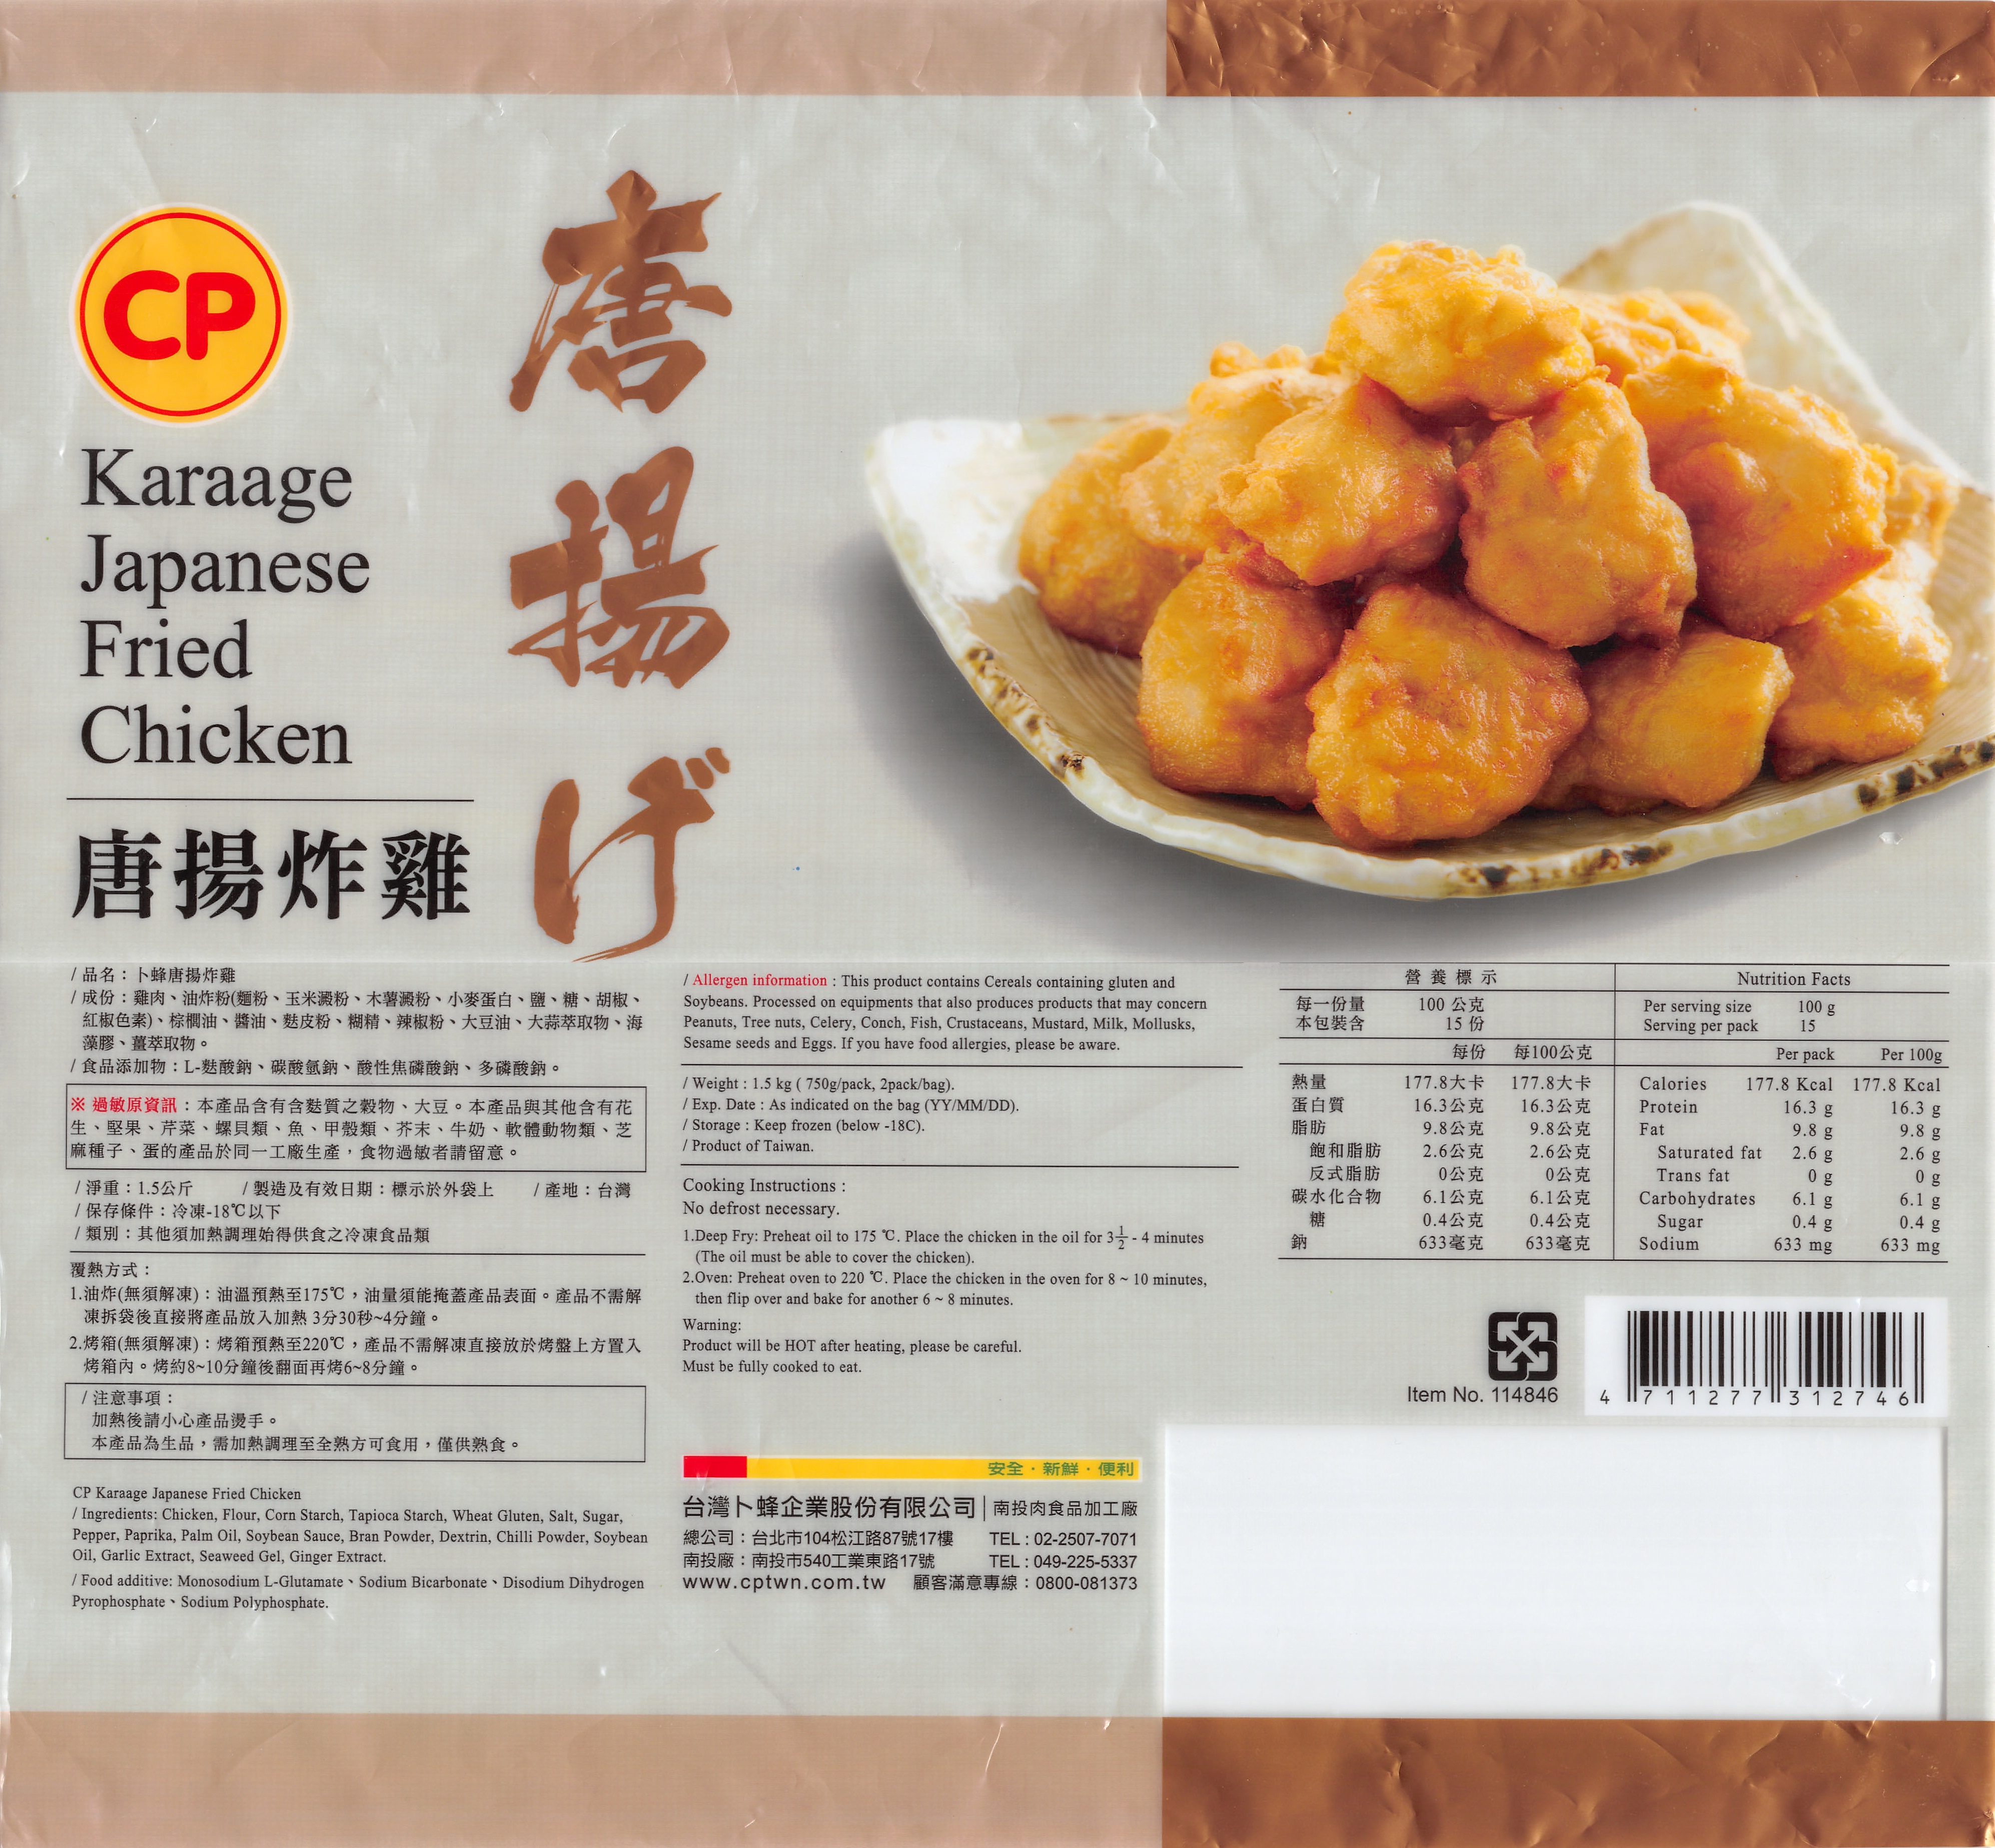 CP
Karaage
Japanese
Fried
Chicken
唐揚炸雞
唐揚げ
/ 品名：卜蜂唐揚炸雞
/ 成份：雞肉、油炸粉(麵粉、玉米澱粉、木薯澱粉、小麥蛋白、鹽、糖、胡椒、
紅椒色素)、棕櫚油、醬油、麩皮粉、糊精、辣椒粉、大豆油、大蒜萃取物、海
藻膠、薑萃取物。
/ 食品添加物：L-麩酸鈉、碳酸氫鈉、酸性焦磷酸鈉、多磷酸鈉。
※ 過敏原資訊：本產品含有含麩質之穀物、大豆。本產品與其他含有花
生、堅果、芹菜、螺貝類、魚、甲殼類、芥末、牛奶、軟體動物類、芝
麻種子、蛋的產品於同一工廠生產，食物過敏者請留意。
/ 淨重：1.5公斤 / 製造及有效日期：標示於外袋上 / 產地：台灣
/ 保存條件：冷凍-18℃以下
/ 類別：其他須加熱調理始得供食之冷凍食品類
覆熱方式：
1.油炸(無須解凍)：油溫預熱至175℃，油量須能掩蓋產品表面。產品不需解
凍拆袋後直接將產品放入加熱 3分30秒~4分鐘。
2.烤箱(無須解凍)：烤箱預熱至220℃，產品不需解凍直接放於烤盤上方置入
烤箱內。烤約8~10分鐘後翻面再烤6~8分鐘。
/ 注意事項：
加熱後請小心產品燙手。
本產品為生品，需加熱調理至全熟方可食用，僅供熟食。
CP Karaage Japanese Fried Chicken
/ Ingredients: Chicken, Flour, Corn Starch, Tapioca Starch, Wheat Gluten, Salt, Sugar,
Pepper, Paprika, Palm Oil, Soybean Sauce, Bran Powder, Dextrin, Chilli Powder, Soybean
Oil, Garlic Extract, Seaweed Gel, Ginger Extract.
/ Food additive: Monosodium L-Glutamate、Sodium Bicarbonate、Disodium Dihydrogen
Pyrophosphate、Sodium Polyphosphate.
/ Allergen information : This product contains Cereals containing gluten and
Soybeans. Processed on equipments that also produces products that may concern
Peanuts, Tree nuts, Celery, Conch, Fish, Crustaceans, Mustard, Milk, Mollusks,
Sesame seeds and Eggs. If you have food allergies, please be aware.
/ Weight : 1.5 kg ( 750g/pack, 2pack/bag).
/ Exp. Date : As indicated on the bag (YY/MM/DD).
/ Storage : Keep frozen (below -18C).
/ Product of Taiwan.
Cooking Instructions :
No defrost necessary.
1.Deep Fry: Preheat oil to 175 ℃. Place the chicken in the oil for 3½ - 4 minutes
(The oil must be able to cover the chicken).
2.Oven: Preheat oven to 220 ℃. Place the chicken in the oven for 8 ~ 10 minutes,
then flip over and bake for another 6 ~ 8 minutes.
Warning:
Product will be HOT after heating, please be careful.
Must be fully cooked to eat.
安全・新鮮・便利
台灣卜蜂企業股份有限公司 | 南投肉食品加工廠
總公司：台北市104松江路87號17樓 TEL : 02-2507-7071
南投廠：南投市540工業東路17號 TEL : 049-225-5337
www.cptwn.com.tw 顧客滿意專線：0800-081373
營養標示
每一份量 100 公克
本包裝含 15 份
每份 每100公克
熱量 177.8大卡 177.8大卡
蛋白質 16.3公克 16.3公克
脂肪 9.8公克 9.8公克
飽和脂肪 2.6公克 2.6公克
反式脂肪 0公克 0公克
碳水化合物 6.1公克 6.1公克
糖 0.4公克 0.4公克
鈉 633毫克 633毫克
Nutrition Facts
Per serving size 100 g
Serving per pack 15
Per pack Per 100g
Calories 177.8 Kcal 177.8 Kcal
Protein 16.3 g 16.3 g
Fat 9.8 g 9.8 g
Saturated fat 2.6 g 2.6 g
Trans fat 0 g 0 g
Carbohydrates 6.1 g 6.1 g
Sugar 0.4 g 0.4 g
Sodium 633 mg 633 mg
Item No. 114846
4 711277 312746